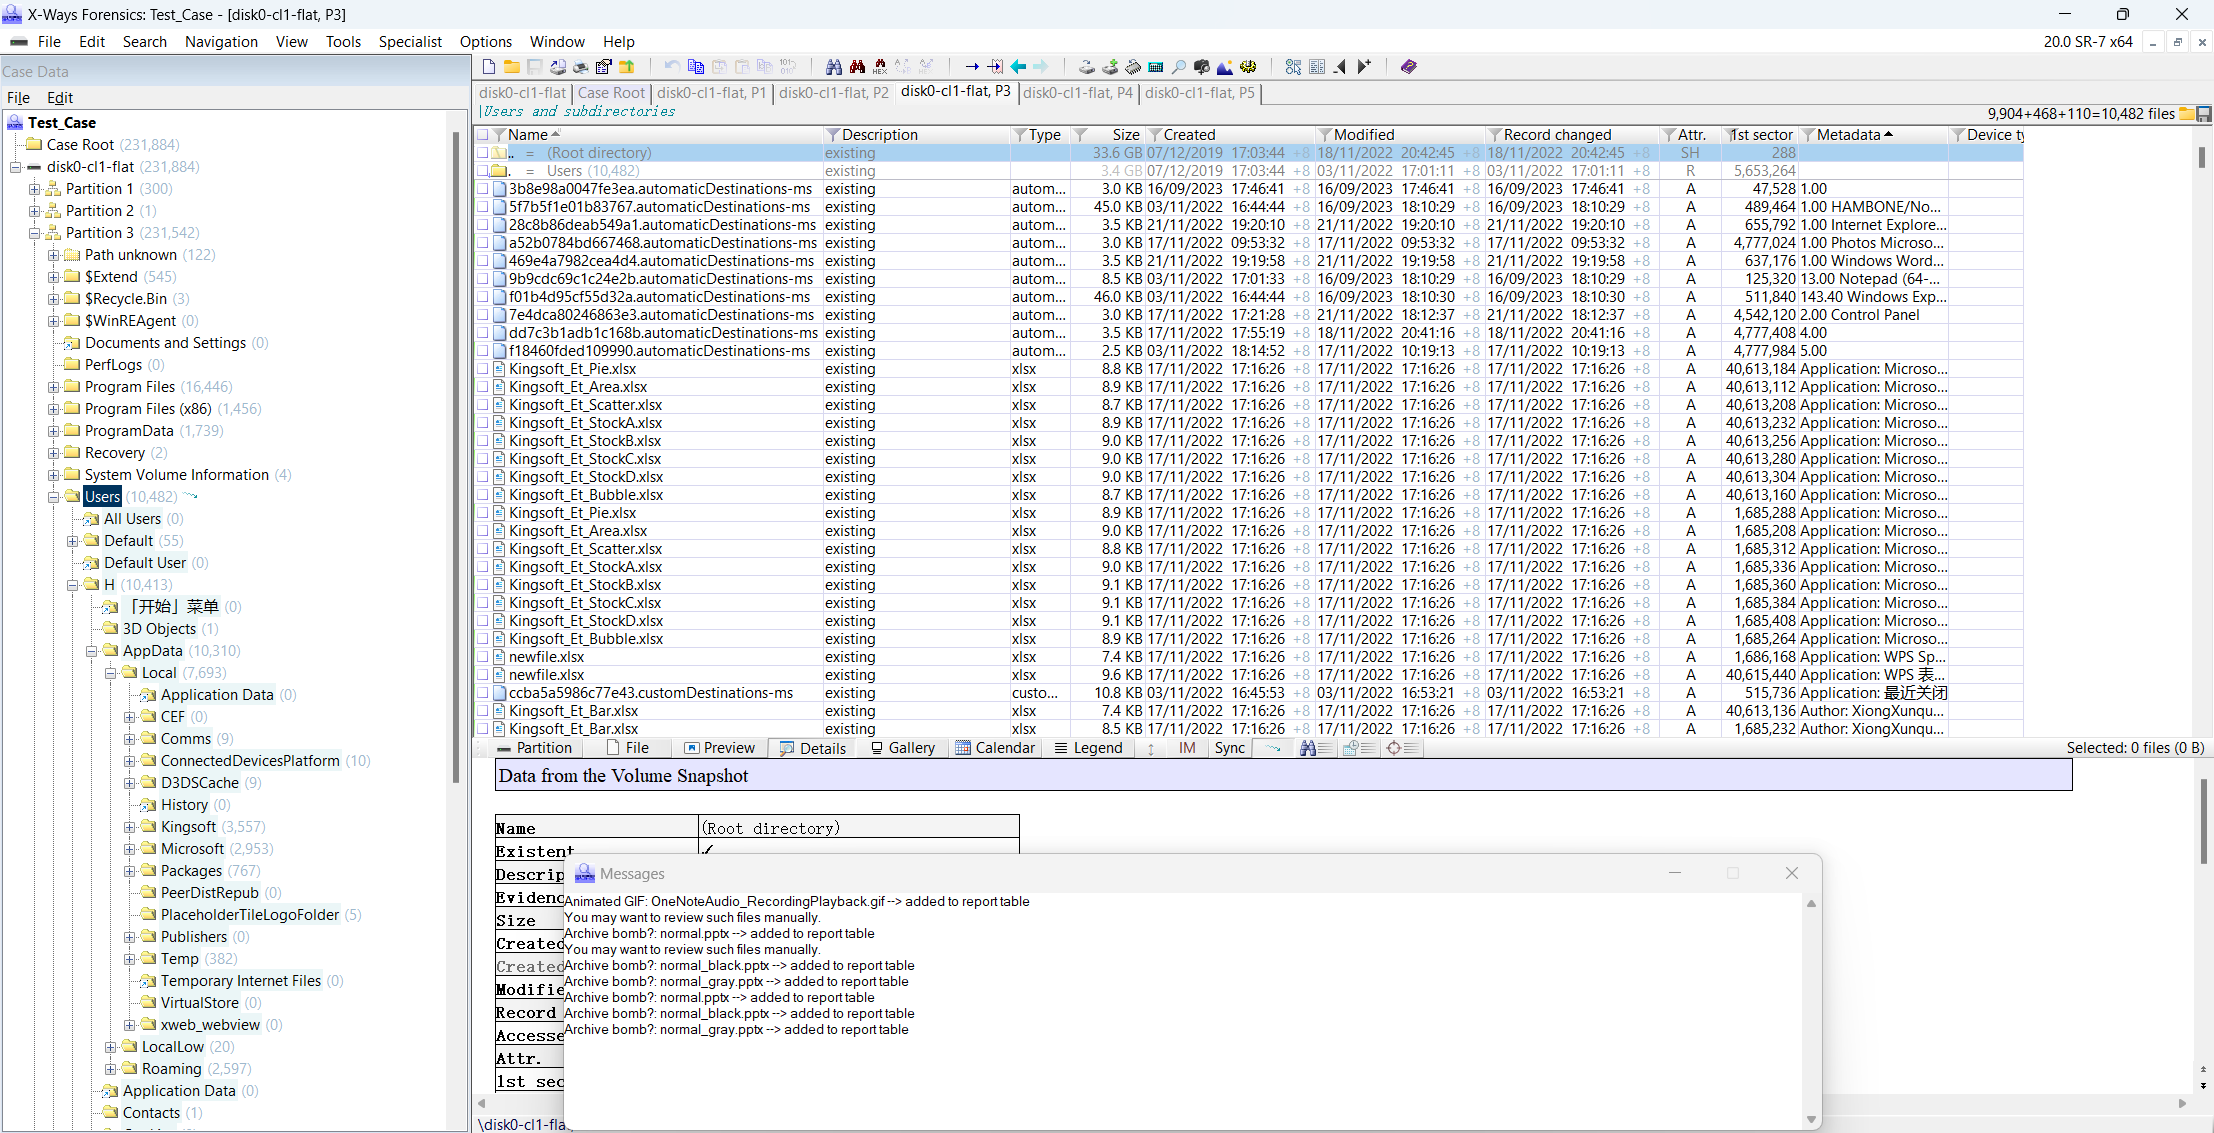 X-Ways Forensics: Test_Case - [disk0-cl1-flat, P3]
File Edit Search Navigation View Tools Specialist Options Window Help
20.0 SR-7 x64
Case Data
File Edit
Test_Case
Case Root (231,884)
disk0-cl1-flat (231,884)
Partition 1 (300)
Partition 2 (1)
Partition 3 (231,542)
Path unknown (122)
$Extend (545)
$Recycle.Bin (3)
$WinREAgent (0)
Documents and Settings (0)
PerfLogs (0)
Program Files (16,446)
Program Files (x86) (1,456)
ProgramData (1,739)
Recovery (2)
System Volume Information (4)
Users (10,482)
All Users (0)
Default (55)
Default User (0)
H (10,413)
「开始」菜单 (0)
3D Objects (1)
AppData (10,310)
Local (7,693)
Application Data (0)
CEF (0)
Comms (9)
ConnectedDevicesPlatform (10)
D3DSCache (9)
History (0)
Kingsoft (3,557)
Microsoft (2,953)
Packages (767)
PeerDistRepub (0)
PlaceholderTileLogoFolder (5)
Publishers (0)
Temp (382)
Temporary Internet Files (0)
VirtualStore (0)
xweb_webview (0)
LocalLow (20)
Roaming (2,597)
Application Data (0)
Contacts (1)
disk0-cl1-flat Case Root disk0-cl1-flat, P1 disk0-cl1-flat, P2 disk0-cl1-flat, P3 disk0-cl1-flat, P4 disk0-cl1-flat, P5
\Users and subdirectories
9,904+468+110=10,482 files
Name Description Type Size Created Modified Record changed Attr. 1st sector Metadata Device ty
.. = (Root directory) existing 33.6 GB 07/12/2019 17:03:44 +8 18/11/2022 20:42:45 +8 18/11/2022 20:42:45 +8 SH 288
. = Users (10,482) existing 3.4 GB 07/12/2019 17:03:44 +8 03/11/2022 17:01:11 +8 03/11/2022 17:01:11 +8 R 5,653,264
3b8e98a0047fe3ea.automaticDestinations-ms existing autom... 3.0 KB 16/09/2023 17:46:41 +8 16/09/2023 17:46:41 +8 16/09/2023 17:46:41 +8 A 47,528 1.00
5f7b5f1e01b83767.automaticDestinations-ms existing autom... 45.0 KB 03/11/2022 16:44:44 +8 16/09/2023 18:10:29 +8 16/09/2023 18:10:29 +8 A 489,464 1.00 HAMBONE/No...
28c8b86deab549a1.automaticDestinations-ms existing autom... 3.5 KB 21/11/2022 19:20:10 +8 21/11/2022 19:20:10 +8 21/11/2022 19:20:10 +8 A 655,792 1.00 Internet Explore...
a52b0784bd667468.automaticDestinations-ms existing autom... 3.0 KB 17/11/2022 09:53:32 +8 17/11/2022 09:53:32 +8 17/11/2022 09:53:32 +8 A 4,777,024 1.00 Photos Microso...
469e4a7982cea4d4.automaticDestinations-ms existing autom... 3.5 KB 21/11/2022 19:19:58 +8 21/11/2022 19:19:58 +8 21/11/2022 19:19:58 +8 A 637,176 1.00 Windows Word...
9b9cdc69c1c24e2b.automaticDestinations-ms existing autom... 8.5 KB 03/11/2022 17:01:33 +8 16/09/2023 18:10:29 +8 16/09/2023 18:10:29 +8 A 125,320 13.00 Notepad (64-...
f01b4d95cf55d32a.automaticDestinations-ms existing autom... 46.0 KB 03/11/2022 16:44:44 +8 16/09/2023 18:10:30 +8 16/09/2023 18:10:30 +8 A 511,840 143.40 Windows Exp...
7e4dca80246863e3.automaticDestinations-ms existing autom... 3.0 KB 17/11/2022 17:21:28 +8 21/11/2022 18:12:37 +8 21/11/2022 18:12:37 +8 A 4,542,120 2.00 Control Panel
dd7c3b1adb1c168b.automaticDestinations-ms existing autom... 3.5 KB 17/11/2022 17:55:19 +8 18/11/2022 20:41:16 +8 18/11/2022 20:41:16 +8 A 4,777,408 4.00
f18460fded109990.automaticDestinations-ms existing autom... 2.5 KB 03/11/2022 18:14:52 +8 17/11/2022 10:19:13 +8 17/11/2022 10:19:13 +8 A 4,777,984 5.00
Kingsoft_Et_Pie.xlsx existing xlsx 8.8 KB 17/11/2022 17:16:26 +8 17/11/2022 17:16:26 +8 17/11/2022 17:16:26 +8 A 40,613,184 Application: Microso...
Kingsoft_Et_Area.xlsx existing xlsx 8.9 KB 17/11/2022 17:16:26 +8 17/11/2022 17:16:26 +8 17/11/2022 17:16:26 +8 A 40,613,112 Application: Microso...
Kingsoft_Et_Scatter.xlsx existing xlsx 8.7 KB 17/11/2022 17:16:26 +8 17/11/2022 17:16:26 +8 17/11/2022 17:16:26 +8 A 40,613,208 Application: Microso...
Kingsoft_Et_StockA.xlsx existing xlsx 8.9 KB 17/11/2022 17:16:26 +8 17/11/2022 17:16:26 +8 17/11/2022 17:16:26 +8 A 40,613,232 Application: Microso...
Kingsoft_Et_StockB.xlsx existing xlsx 9.0 KB 17/11/2022 17:16:26 +8 17/11/2022 17:16:26 +8 17/11/2022 17:16:26 +8 A 40,613,256 Application: Microso...
Kingsoft_Et_StockC.xlsx existing xlsx 9.0 KB 17/11/2022 17:16:26 +8 17/11/2022 17:16:26 +8 17/11/2022 17:16:26 +8 A 40,613,280 Application: Microso...
Kingsoft_Et_StockD.xlsx existing xlsx 9.0 KB 17/11/2022 17:16:26 +8 17/11/2022 17:16:26 +8 17/11/2022 17:16:26 +8 A 40,613,304 Application: Microso...
Kingsoft_Et_Bubble.xlsx existing xlsx 8.7 KB 17/11/2022 17:16:26 +8 17/11/2022 17:16:26 +8 17/11/2022 17:16:26 +8 A 40,613,160 Application: Microso...
Kingsoft_Et_Pie.xlsx existing xlsx 8.9 KB 17/11/2022 17:16:26 +8 17/11/2022 17:16:26 +8 17/11/2022 17:16:26 +8 A 1,685,288 Application: Microso...
Kingsoft_Et_Area.xlsx existing xlsx 9.0 KB 17/11/2022 17:16:26 +8 17/11/2022 17:16:26 +8 17/11/2022 17:16:26 +8 A 1,685,208 Application: Microso...
Kingsoft_Et_Scatter.xlsx existing xlsx 8.8 KB 17/11/2022 17:16:26 +8 17/11/2022 17:16:26 +8 17/11/2022 17:16:26 +8 A 1,685,312 Application: Microso...
Kingsoft_Et_StockA.xlsx existing xlsx 9.0 KB 17/11/2022 17:16:26 +8 17/11/2022 17:16:26 +8 17/11/2022 17:16:26 +8 A 1,685,336 Application: Microso...
Kingsoft_Et_StockB.xlsx existing xlsx 9.1 KB 17/11/2022 17:16:26 +8 17/11/2022 17:16:26 +8 17/11/2022 17:16:26 +8 A 1,685,360 Application: Microso...
Kingsoft_Et_StockC.xlsx existing xlsx 9.1 KB 17/11/2022 17:16:26 +8 17/11/2022 17:16:26 +8 17/11/2022 17:16:26 +8 A 1,685,384 Application: Microso...
Kingsoft_Et_StockD.xlsx existing xlsx 9.1 KB 17/11/2022 17:16:26 +8 17/11/2022 17:16:26 +8 17/11/2022 17:16:26 +8 A 1,685,408 Application: Microso...
Kingsoft_Et_Bubble.xlsx existing xlsx 8.9 KB 17/11/2022 17:16:26 +8 17/11/2022 17:16:26 +8 17/11/2022 17:16:26 +8 A 1,685,264 Application: Microso...
newfile.xlsx existing xlsx 7.4 KB 17/11/2022 17:16:26 +8 17/11/2022 17:16:26 +8 17/11/2022 17:16:26 +8 A 1,686,168 Application: WPS Sp...
newfile.xlsx existing xlsx 9.6 KB 17/11/2022 17:16:26 +8 17/11/2022 17:16:26 +8 17/11/2022 17:16:26 +8 A 40,615,440 Application: WPS 表...
ccba5a5986c77e43.customDestinations-ms existing custo... 10.8 KB 03/11/2022 16:45:53 +8 03/11/2022 16:53:21 +8 03/11/2022 16:53:21 +8 A 515,736 Application: 最近关闭
Kingsoft_Et_Bar.xlsx existing xlsx 7.4 KB 17/11/2022 17:16:26 +8 17/11/2022 17:16:26 +8 17/11/2022 17:16:26 +8 A 40,613,136 Author: XiongXunqu...
Kingsoft_Et_Bar.xlsx existing xlsx 8.5 KB 17/11/2022 17:16:26 +8 17/11/2022 17:16:26 +8 17/11/2022 17:16:26 +8 A 1,685,232 Author: XiongXunqu...
Partition File Preview Details Gallery Calendar Legend IM Sync
Selected: 0 files (0 B)
Data from the Volume Snapshot
Name (Root directory)
Existent ✓
Descrip
Evidenc
Size
Created
Created
Modifie
Record
Accesse
Attr.
1st sec
\disk0-cl1-fla
Messages
Animated GIF: OneNoteAudio_RecordingPlayback.gif --> added to report table
You may want to review such files manually.
Archive bomb?: normal.pptx --> added to report table
You may want to review such files manually.
Archive bomb?: normal_black.pptx --> added to report table
Archive bomb?: normal_gray.pptx --> added to report table
Archive bomb?: normal.pptx --> added to report table
Archive bomb?: normal_black.pptx --> added to report table
Archive bomb?: normal_gray.pptx --> added to report table